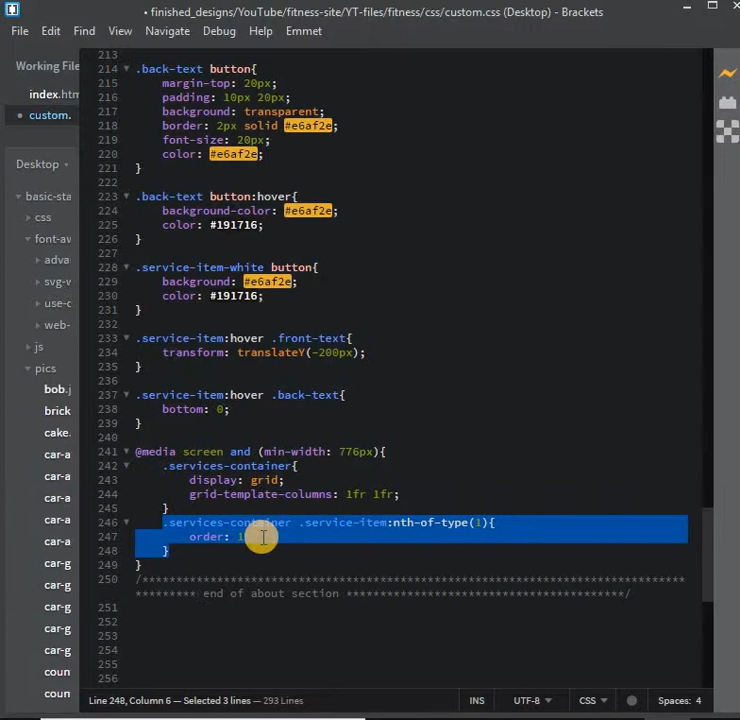 • finished_designs/YouTube/fitness-site/YT-files/fitness/css/custom.css (Desktop) - Brackets
File Edit Find View Navigate Debug Help Emmet
Working File
index.htm
• custom.
Desktop
basic-sta
css
font-aw
adva
svg-v
use-c
web-
js
pics
bob.j
brick
cake.
car-a
car-a
car-a
car-a
car-a
car-g
car-g
car-g
car-g
car-g
coun
coun
213
214 .back-text button{
215 margin-top: 20px;
216 padding: 10px 20px;
217 background: transparent;
218 border: 2px solid #e6af2e;
219 font-size: 20px;
220 color: #e6af2e;
221 }
222
223 .back-text button:hover{
224 background-color: #e6af2e;
225 color: #191716;
226 }
227
228 .service-item-white button{
229 background: #e6af2e;
230 color: #191716;
231 }
232
233 .service-item:hover .front-text{
234 transform: translateY(-200px);
235 }
236
237 .service-item:hover .back-text{
238 bottom: 0;
239 }
240
241 @media screen and (min-width: 776px){
242 .services-container{
243 display: grid;
244 grid-template-columns: 1fr 1fr;
245 }
246 .services-container .service-item:nth-of-type(1){
247 order: 1
248 }
249 }
250 /*****************************************************************************
********* end of about section ***************************************/
251
252
253
254
255
256
Line 248, Column 6 — Selected 3 lines — 293 Lines
INS UTF-8 CSS Spaces: 4